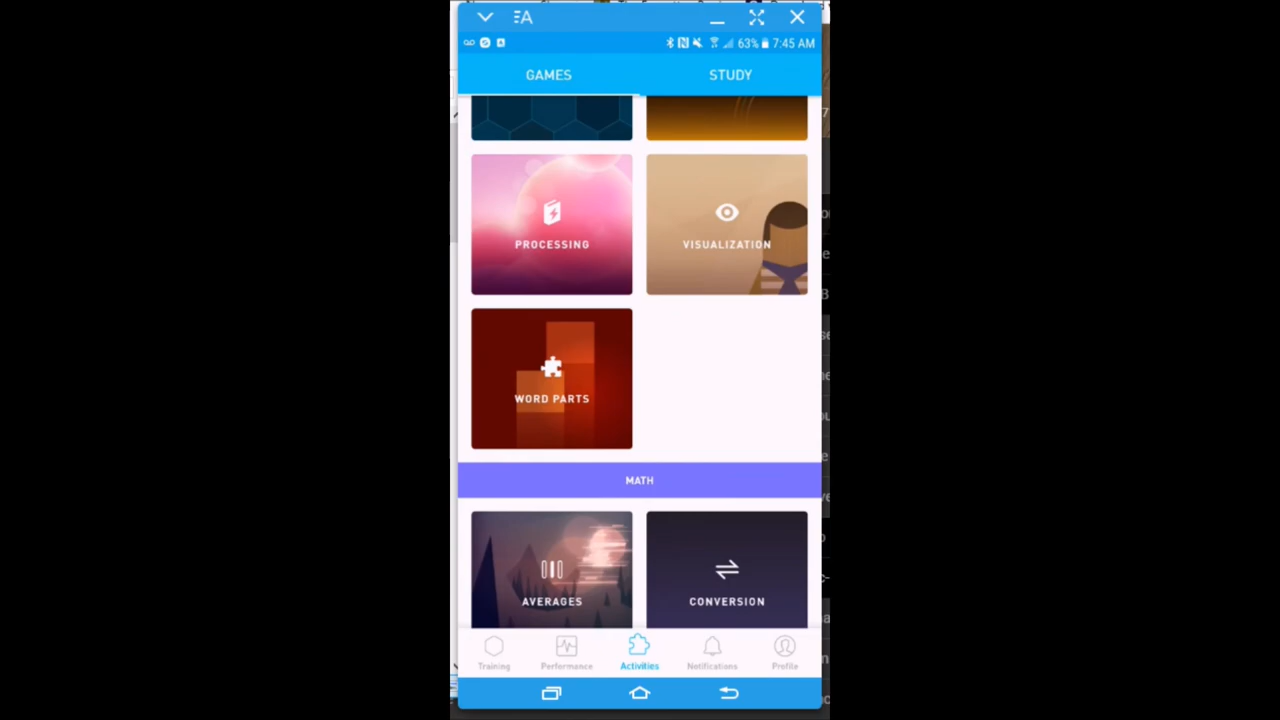 63% 7:45 AM
GAMES STUDY
PROCESSING VISUALIZATION
WORD PARTS
MATH
AVERAGES CONVERSION
Training Performance Activities Notifications Profile